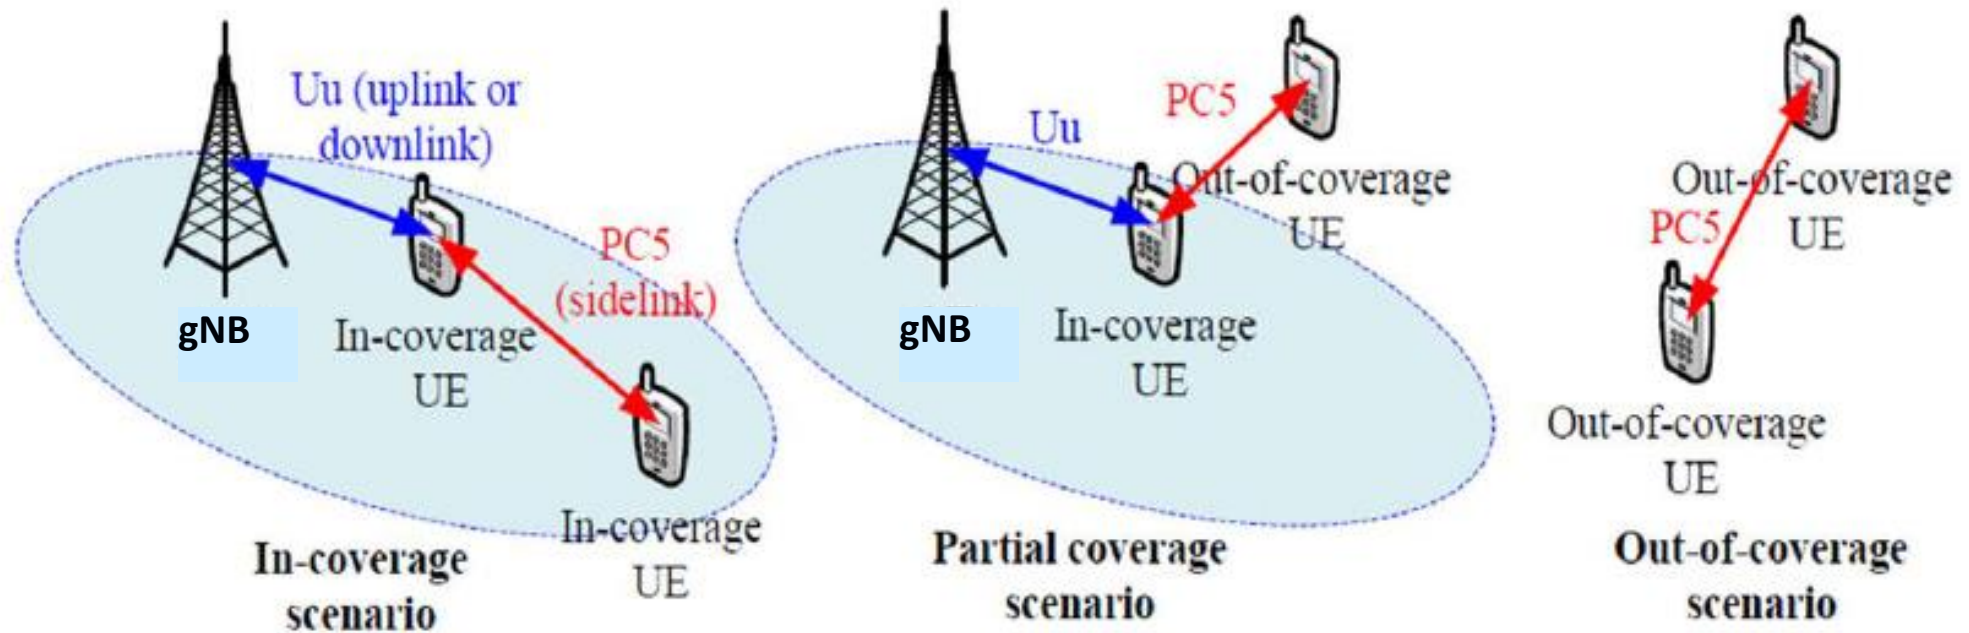 Uu (uplink or
downlink)
PC5
(sidelink)
gNB
In-coverage
UE
In-coverage
UE
In-coverage
scenario
Uu
PC5
Out-of-coverage
UE
gNB
In-coverage
UE
Partial coverage
scenario
Out-of-coverage
UE
PC5
Out-of-coverage
UE
Out-of-coverage
scenario